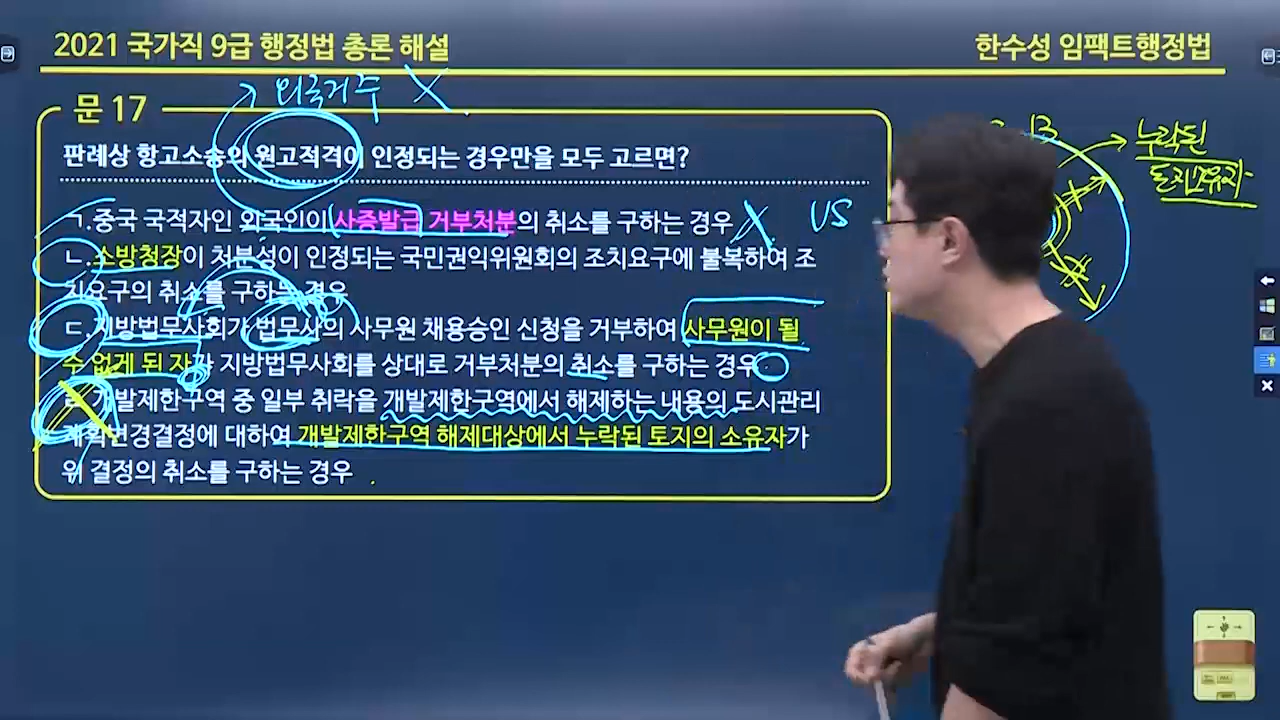 2021 국가직 9급 행정법 총론 해설
한수성 임팩트행정법
외국거주 X
문 17
판례상 항고소송의 원고적격이 인정되는 경우만을 모두 고르면?
ㄱ.중국 국적자인 외국인이 사증발급 거부처분의 취소를 구하는 경우 X VS
ㄴ.소방청장이 처분성이 인정되는 국민권익위원회의 조치요구에 불복하여 조
치요구의 취소를 구하는 경우
ㄷ.지방법무사회가 법무사의 사무원 채용승인 신청을 거부하여 사무원이 될
수 없게 된 자가 지방법무사회를 상대로 거부처분의 취소를 구하는 경우
ㄹ.개발제한구역 중 일부 취락을 개발제한구역에서 해제하는 내용의 도시관리
계획변경결정에 대하여 개발제한구역 해제대상에서 누락된 토지의 소유자가
위 결정의 취소를 구하는 경우
누락된
토지소유자